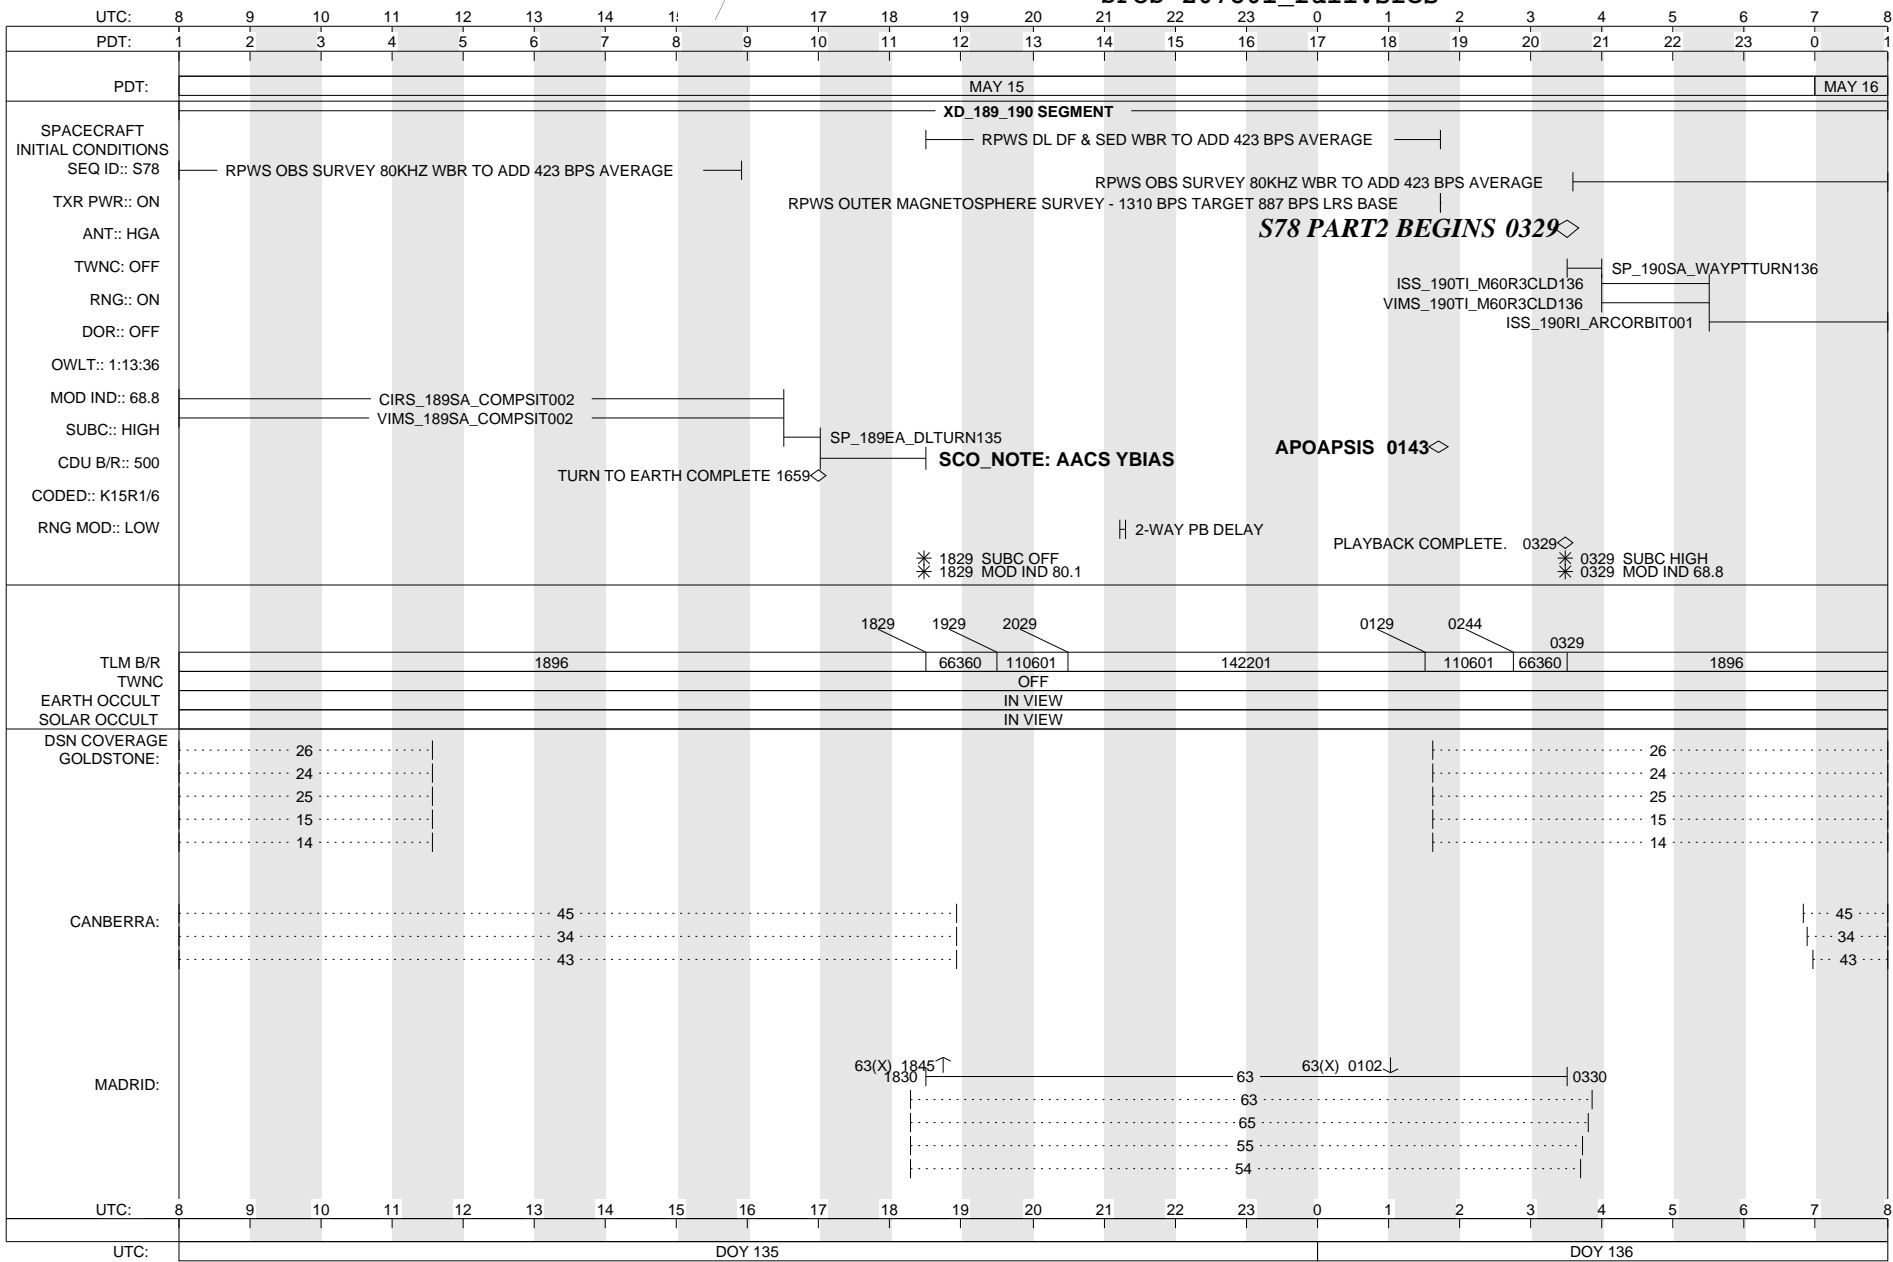 UTC: 8 9 10 11 12 13 14 17 18 19 20 21 22 23 0 1 2 3 4 5 6 7 8
PDT: 1 2 3 4 5 6 7 8 9 10 11 12 13 14 15 16 17 18 19 20 21 22 23 0 1
PDT: MAY 15 MAY 16
XD_189_190 SEGMENT
SPACECRAFT
INITIAL CONDITIONS
RPWS DL DF & SED WBR TO ADD 423 BPS AVERAGE
SEQ ID:: S78
RPWS OBS SURVEY 80KHZ WBR TO ADD 423 BPS AVERAGE
RPWS OBS SURVEY 80KHZ WBR TO ADD 423 BPS AVERAGE
TXR PWR:: ON
RPWS OUTER MAGNETOSPHERE SURVEY - 1310 BPS TARGET 887 BPS LRS BASE
ANT:: HGA
S78 PART2 BEGINS 0329
TWNC: OFF
SP_190SA_WAYPTTURN136
ISS_190TI_M60R3CLD136
RNG:: ON
VIMS_190TI_M60R3CLD136
ISS_190RI_ARCORBIT001
DOR:: OFF
OWLT:: 1:13:36
MOD IND:: 68.8
CIRS_189SA_COMPSIT002
VIMS_189SA_COMPSIT002
SUBC:: HIGH
SP_189EA_DLTURN135
APOAPSIS 0143
CDU B/R:: 500
SCO_NOTE: AACS YBIAS
TURN TO EARTH COMPLETE 1659
CODED:: K15R1/6
RNG MOD:: LOW
2-WAY PB DELAY
PLAYBACK COMPLETE. 0329
1829 SUBC OFF
0329 SUBC HIGH
1829 MOD IND 80.1
0329 MOD IND 68.8
1829 1929 2029 0129 0244
0329
TLM B/R 1896 66360 110601 142201 110601 66360 1896
TWNC OFF
EARTH OCCULT IN VIEW
SOLAR OCCULT IN VIEW
DSN COVERAGE
GOLDSTONE:
26 26
24 24
25 25
15 15
14 14
CANBERRA:
45 45
34 34
43 43
MADRID:
63(X) 1845 63(X) 0102
1830 63 0330
63
65
55
54
UTC: 8 9 10 11 12 13 14 15 16 17 18 19 20 21 22 23 0 1 2 3 4 5 6 7 8
UTC: DOY 135 DOY 136